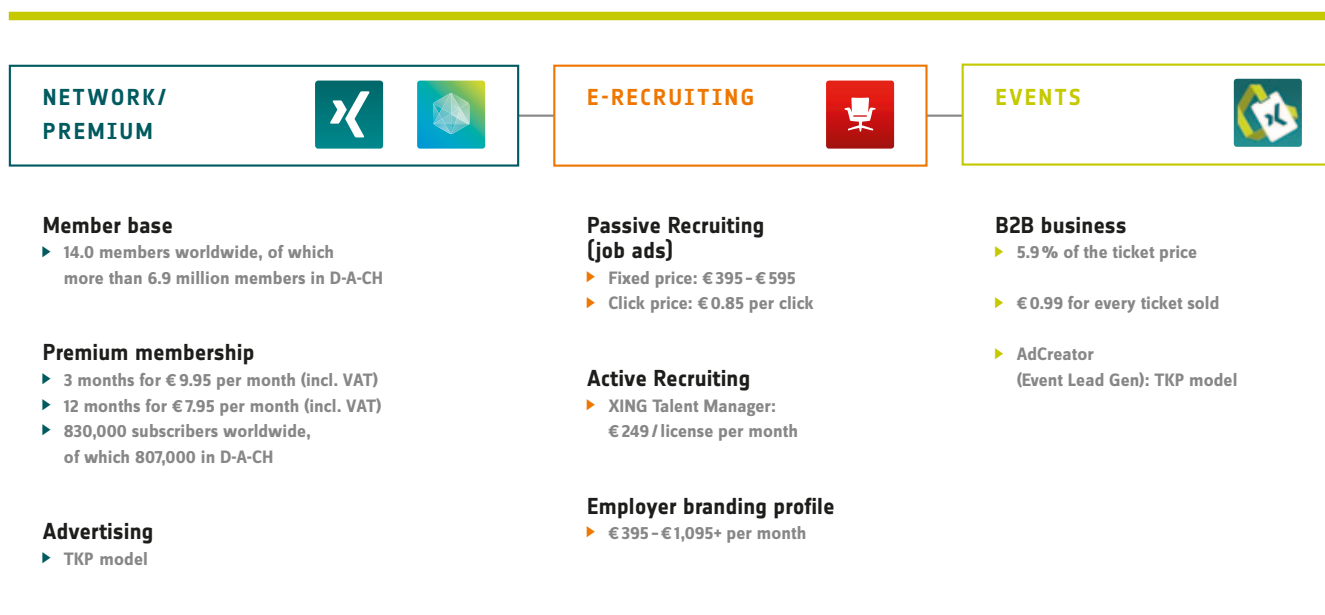 NETWORK/
PREMIUM
Member base
14.0 members worldwide, of which
more than 6.9 million members in D-A-CH
Premium membership
3 months for € 9.95 per month (incl. VAT)
12 months for € 7.95 per month (incl. VAT)
830,000 subscribers worldwide,
of which 807,000 in D-A-CH
Advertising
TKP model
E-RECRUITING
Passive Recruiting
(job ads)
Fixed price: € 395 – € 595
Click price: € 0.85 per click
Active Recruiting
XING Talent Manager:
€ 249 / license per month
Employer branding profile
€ 395 – € 1,095+ per month
EVENTS
B2B business
5.9 % of the ticket price
€ 0.99 for every ticket sold
AdCreator
(Event Lead Gen): TKP model